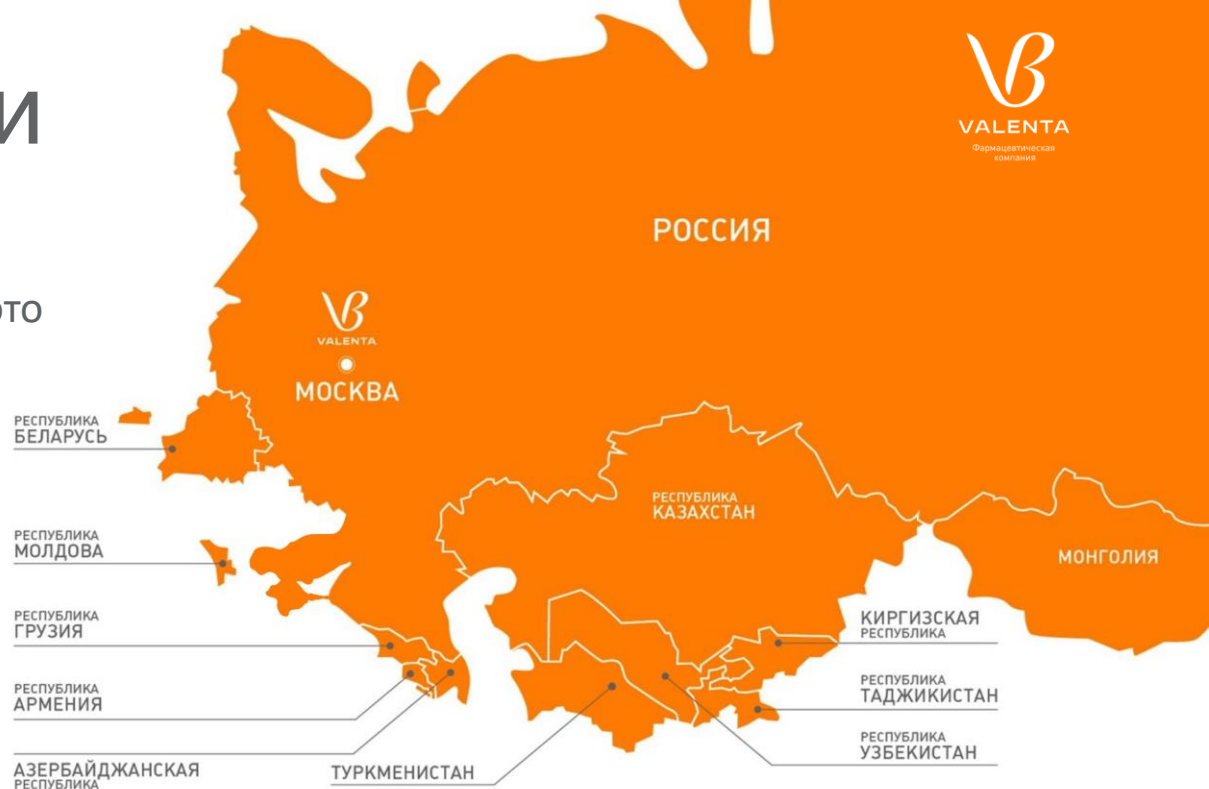 И
ото
VALENTA
Фармацевтическая
компания
РОССИЯ
VALENTA
МОСКВА
РЕСПУБЛИКА
БЕЛАРУСЬ
РЕСПУБЛИКА
КАЗАХСТАН
РЕСПУБЛИКА
МОЛДОВА
МОНГОЛИЯ
РЕСПУБЛИКА
ГРУЗИЯ
КИРГИЗСКАЯ
РЕСПУБЛИКА
РЕСПУБЛИКА
АРМЕНИЯ
РЕСПУБЛИКА
ТАДЖИКИСТАН
РЕСПУБЛИКА
УЗБЕКИСТАН
АЗЕРБАЙДЖАНСКАЯ
РЕСПУБЛИКА
ТУРКМЕНИСТАН